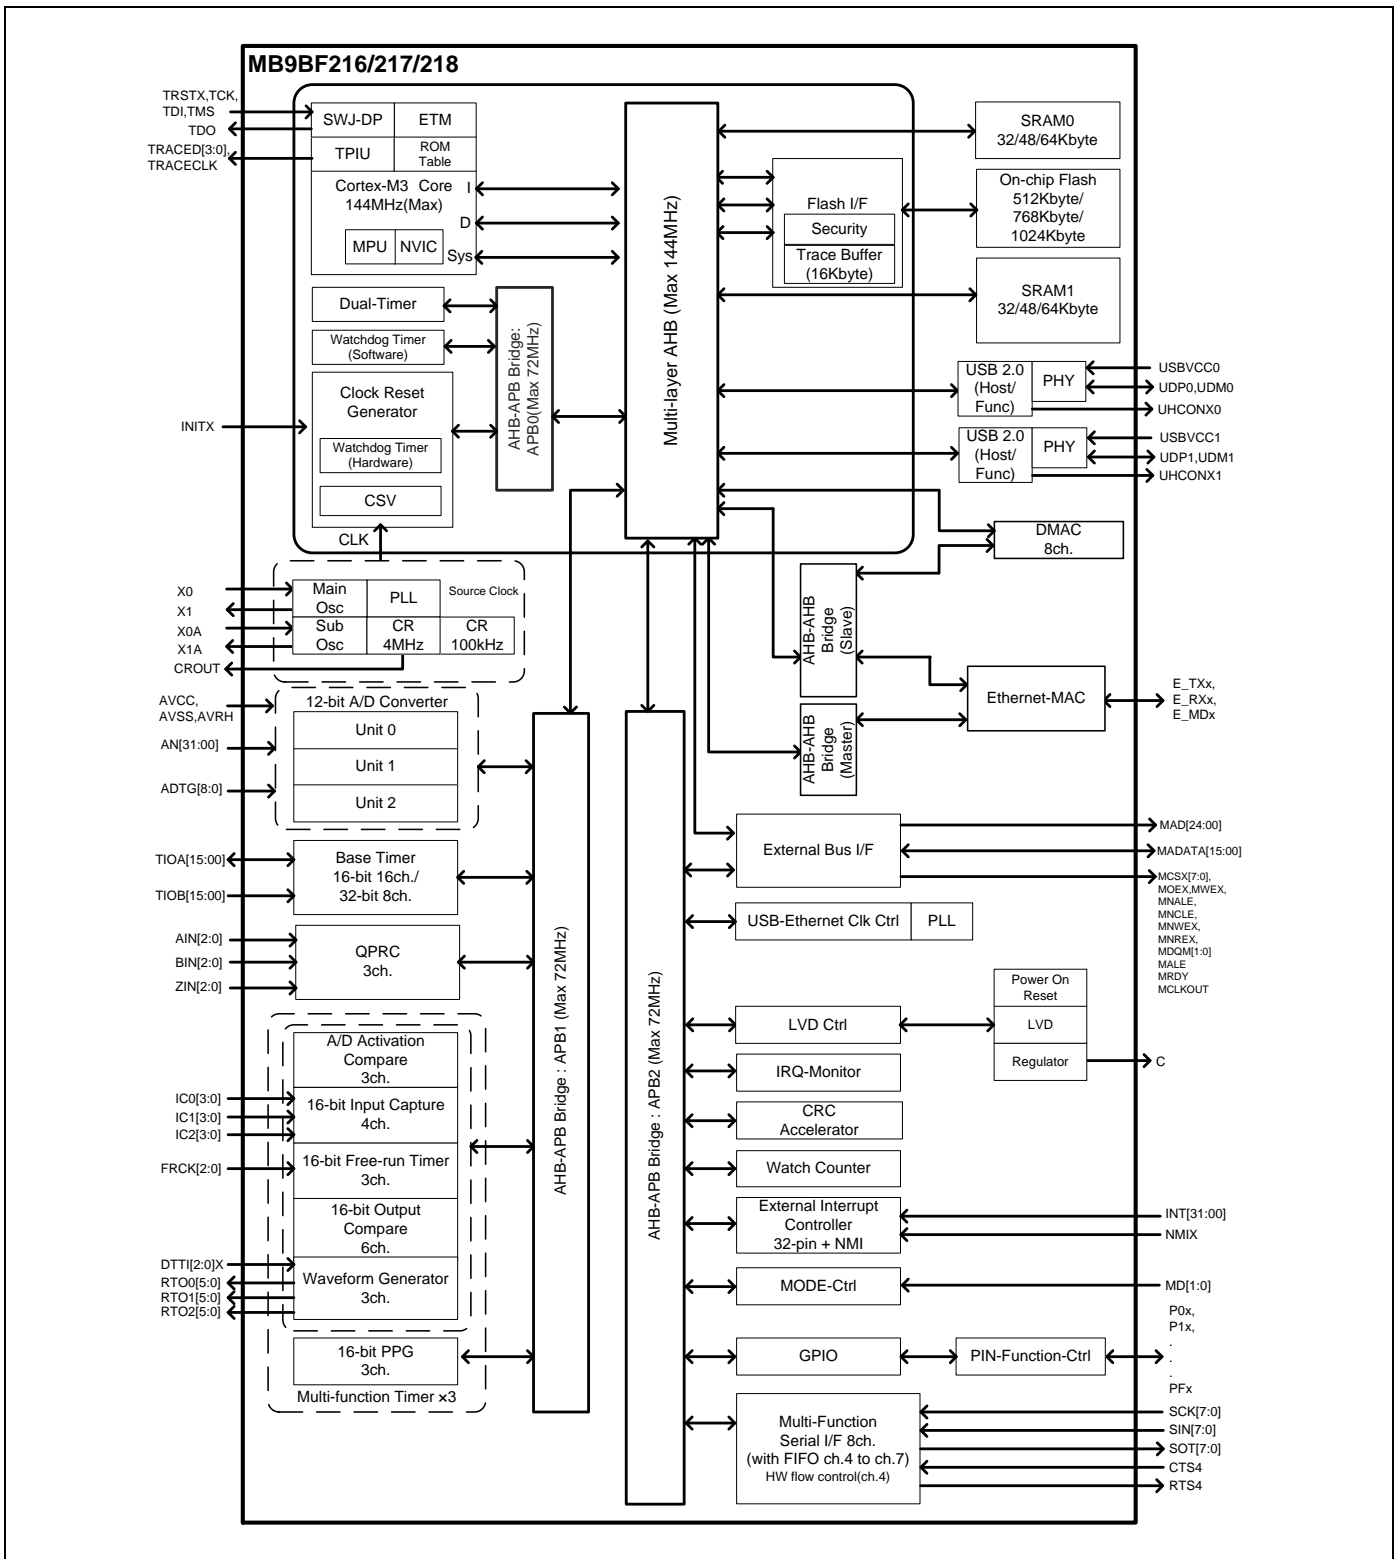 MB9BF216/217/218
TRSTX,TCK,
TDI,TMS
TDO
TRACED[3:0],
TRACECLK
SWJ-DP
ETM
TPIU
ROM
Table
Cortex-M3 Core
144MHz(Max)
I
D
Sys
MPU
NVIC
Dual-Timer
Watchdog Timer
(Software)
Clock Reset
Generator
Watchdog Timer
(Hardware)
CSV
INITX
CLK
AHB-APB Bridge:
APB0(Max 72MHz)
Multi-layer AHB (Max 144MHz)
Flash I/F
Security
Trace Buffer
(16Kbyte)
SRAM0
32/48/64Kbyte
On-chip Flash
512Kbyte/
768Kbyte/
1024Kbyte
SRAM1
32/48/64Kbyte
USB 2.0
(Host/
Func)
PHY
USBVCC0
UDP0,UDM0
UHCONX0
USB 2.0
(Host/
Func)
PHY
USBVCC1
UDP1,UDM1
UHCONX1
DMAC
8ch.
AHB-AHB
Bridge
(Slave)
AHB-AHB
Bridge
(Master)
Ethernet-MAC
E_TXx,
E_RXx,
E_MDx
X0
X1
X0A
X1A
CROUT
Main
Osc
PLL
Source Clock
Sub
Osc
CR
4MHz
CR
100kHz
AVCC,
AVSS,AVRH
AN[31:00]
ADTG[8:0]
12-bit A/D Converter
Unit 0
Unit 1
Unit 2
TIOA[15:00]
TIOB[15:00]
Base Timer
16-bit 16ch./
32-bit 8ch.
AIN[2:0]
BIN[2:0]
ZIN[2:0]
QPRC
3ch.
A/D Activation
Compare
3ch.
IC0[3:0]
IC1[3:0]
IC2[3:0]
16-bit Input Capture
4ch.
FRCK[2:0]
16-bit Free-run Timer
3ch.
16-bit Output
Compare
6ch.
DTTI[2:0]X
RTO0[5:0]
RTO1[5:0]
RTO2[5:0]
Waveform Generator
3ch.
16-bit PPG
3ch.
Multi-function Timer ×3
AHB-APB Bridge : APB1 (Max 72MHz)
AHB-APB Bridge : APB2 (Max 72MHz)
External Bus I/F
MAD[24:00]
MADATA[15:00]
MCSX[7:0],
MOEX,MWEX,
MNALE,
MNCLE,
MNWEX,
MNREX,
MDQM[1:0]
MALE
MRDY
MCLKOUT
USB-Ethernet Clk Ctrl
PLL
LVD Ctrl
Power On
Reset
LVD
Regulator
C
IRQ-Monitor
CRC
Accelerator
Watch Counter
External Interrupt
Controller
32-pin + NMI
INT[31:00]
NMIX
MODE-Ctrl
MD[1:0]
GPIO
PIN-Function-Ctrl
P0x,
P1x,
.
.
.
PFx
Multi-Function
Serial I/F 8ch.
(with FIFO ch.4 to ch.7)
HW flow control(ch.4)
SCK[7:0]
SIN[7:0]
SOT[7:0]
CTS4
RTS4